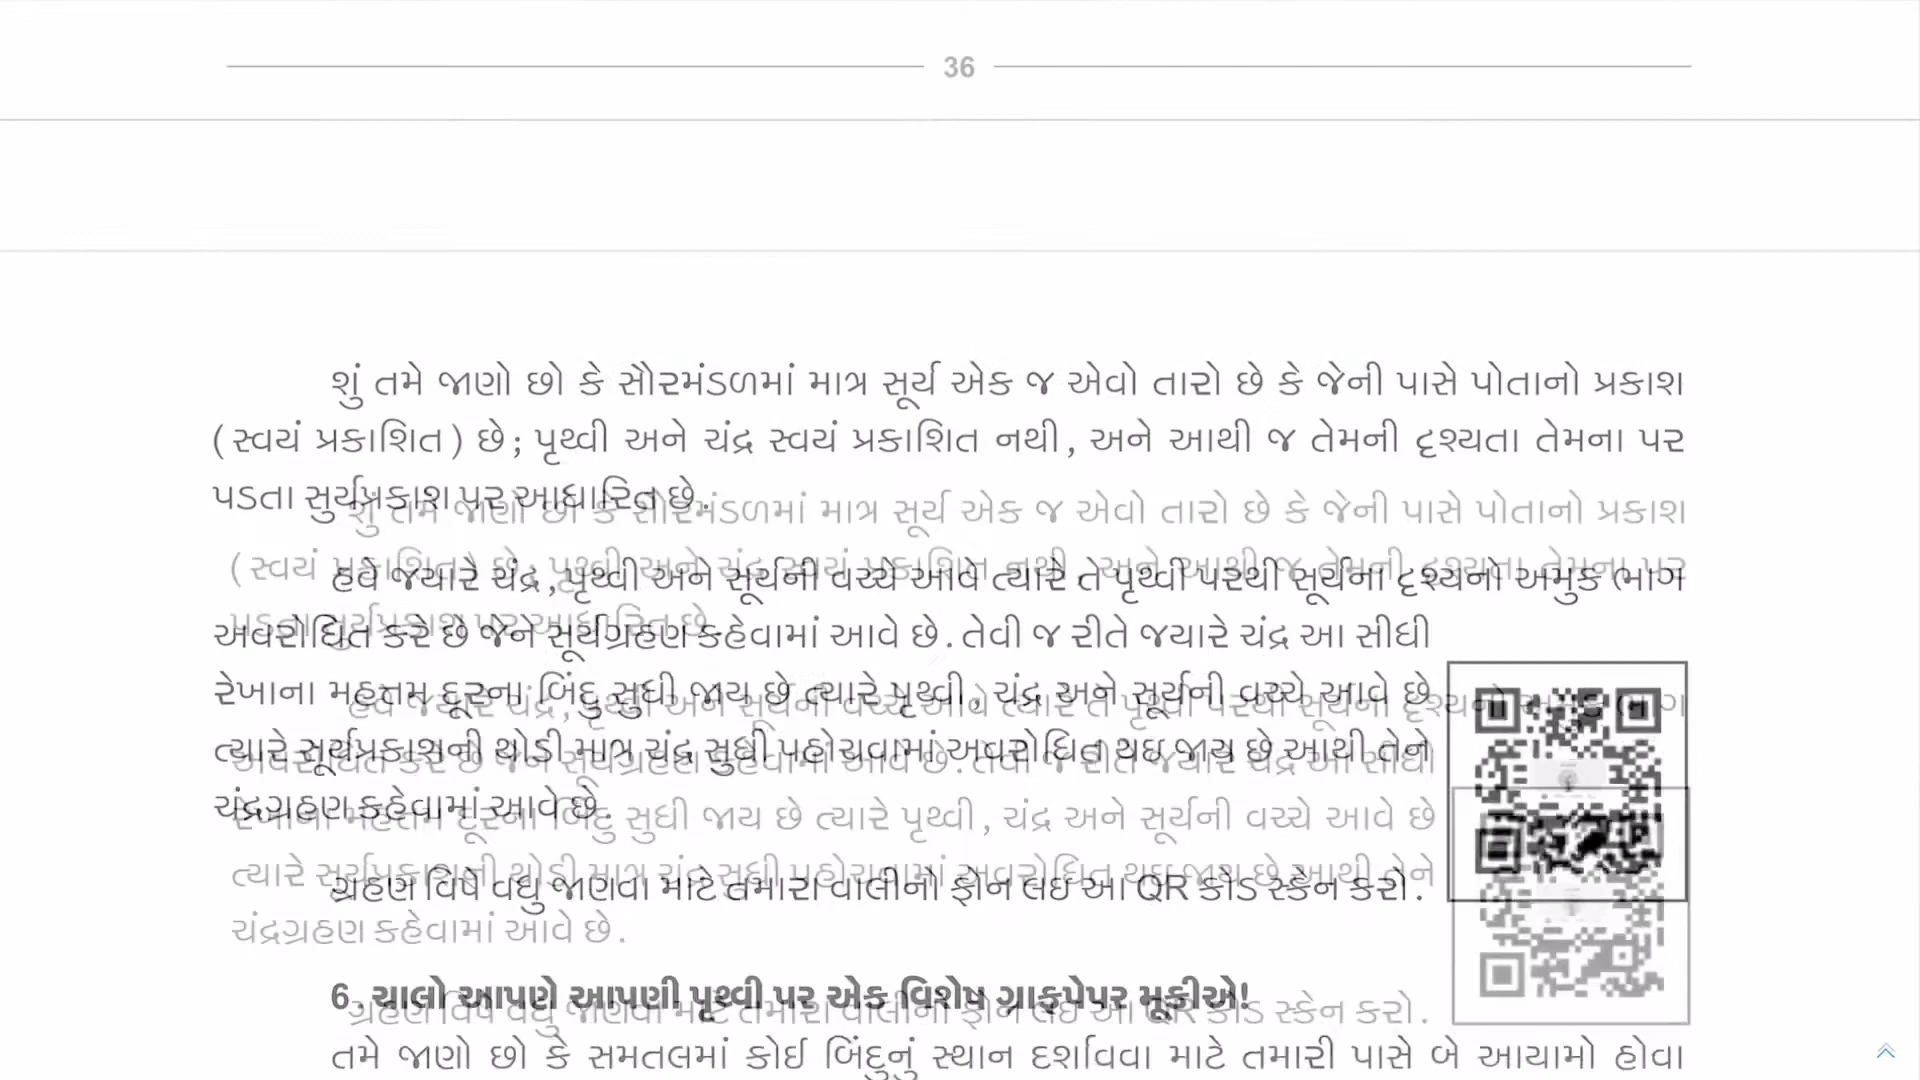 36
શું તમે જાણો છો કે સૌરમંડળમાં માત્ર સૂર્ય એક જ એવો તારો છે કે જેની પાસે પોતાનો પ્રકાશ
(સ્વયં પ્રકાશિત) છે; પૃથ્વી અને ચંદ્ર સ્વયં પ્રકાશિત નથી, અને આથી જ તેમની દૃશ્યતા તેમના પર
પડતા સુર્યપ્રકાશ પર આધારિત છે.
હવે જયારે ચંદ્ર, પૃથ્વી અને સૂર્યની વચ્ચે આવે ત્યારે તે પૃથ્વી પરથી સૂર્યના દૃશ્યનો અમુક ભાગ
અવરોધિત કરે છે જેને સૂર્યગ્રહણ કહેવામાં આવે છે. તેવી જ રીતે જયારે ચંદ્ર આ સીધી
રેખાના મહત્તમ દૂરના બિંદુ સુધી જાય છે ત્યારે પૃથ્વી, ચંદ્ર અને સૂર્યની વચ્ચે આવે છે
ત્યારે સૂર્યપ્રકાશની થોડી માત્ર ચંદ્ર સુધી પહોચવામાં અવરોધિત થઇ જાય છે આથી તેને
ચંદ્રગ્રહણ કહેવામાં આવે છે.
ગ્રહણ વિષે વધુ જાણવા માટે તમારા વાલીનો ફોન લઇ આ QR કોડ સ્કેન કરો.
6. ચાલો આપણે આપણી પૃથ્વી પર એક વિશેષ ગ્રાફપેપર મૂકીએ!
તમે જાણો છો કે સમતલમાં કોઈ બિંદુનું સ્થાન દર્શાવવા માટે તમારી પાસે બે આયામો હોવા